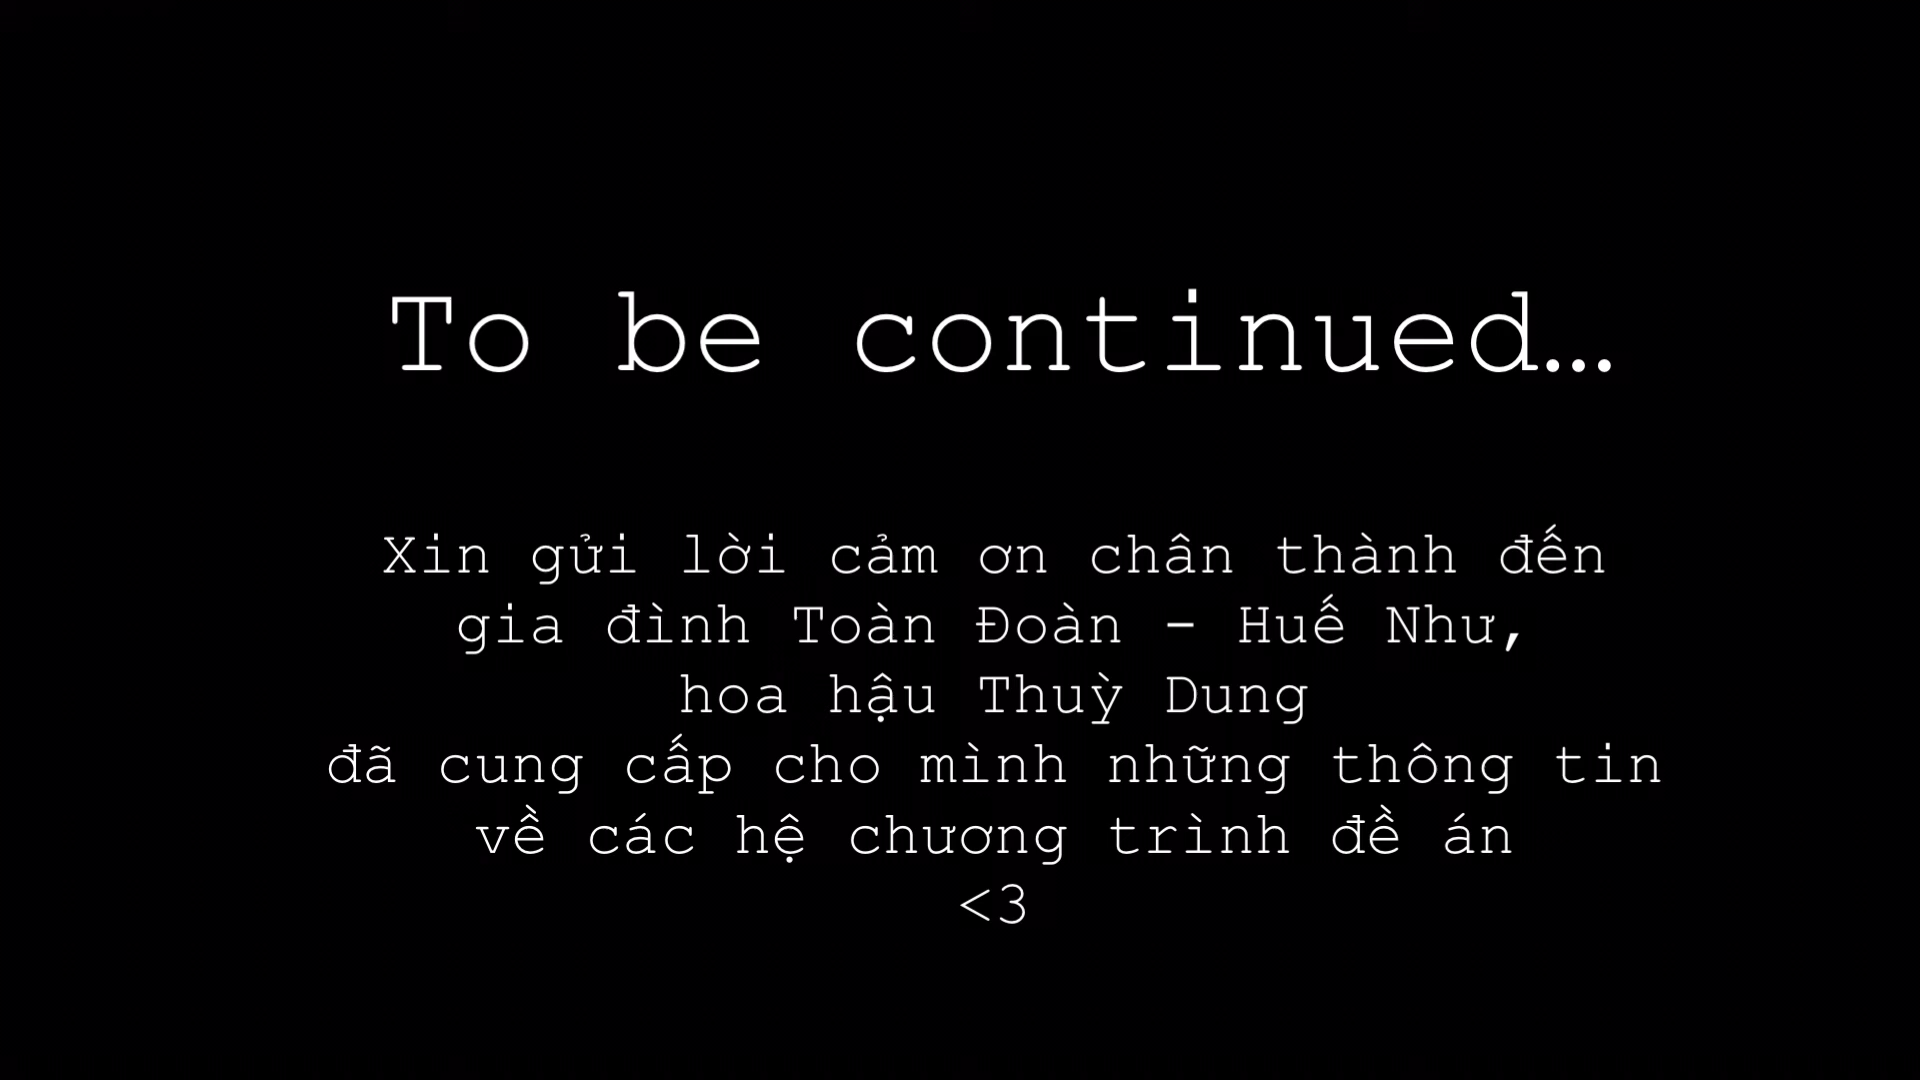 To be continued…
Xin gửi lời cảm ơn chân thành đến
gia đình Toàn Đoàn - Huế Như,
hoa hậu Thuỳ Dung
đã cung cấp cho mình những thông tin
về các hệ chương trình đề án
<3